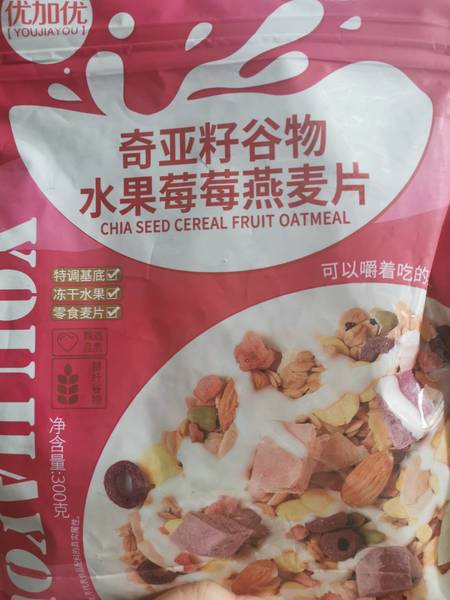 优加优
【YOUJIAYOU】
奇亚籽谷物
水果莓莓燕麦片
CHIA SEED CEREAL FRUIT OATMEAL
可以嚼着吃的
特调基底
冻干水果
零食麦片
净含量:300克